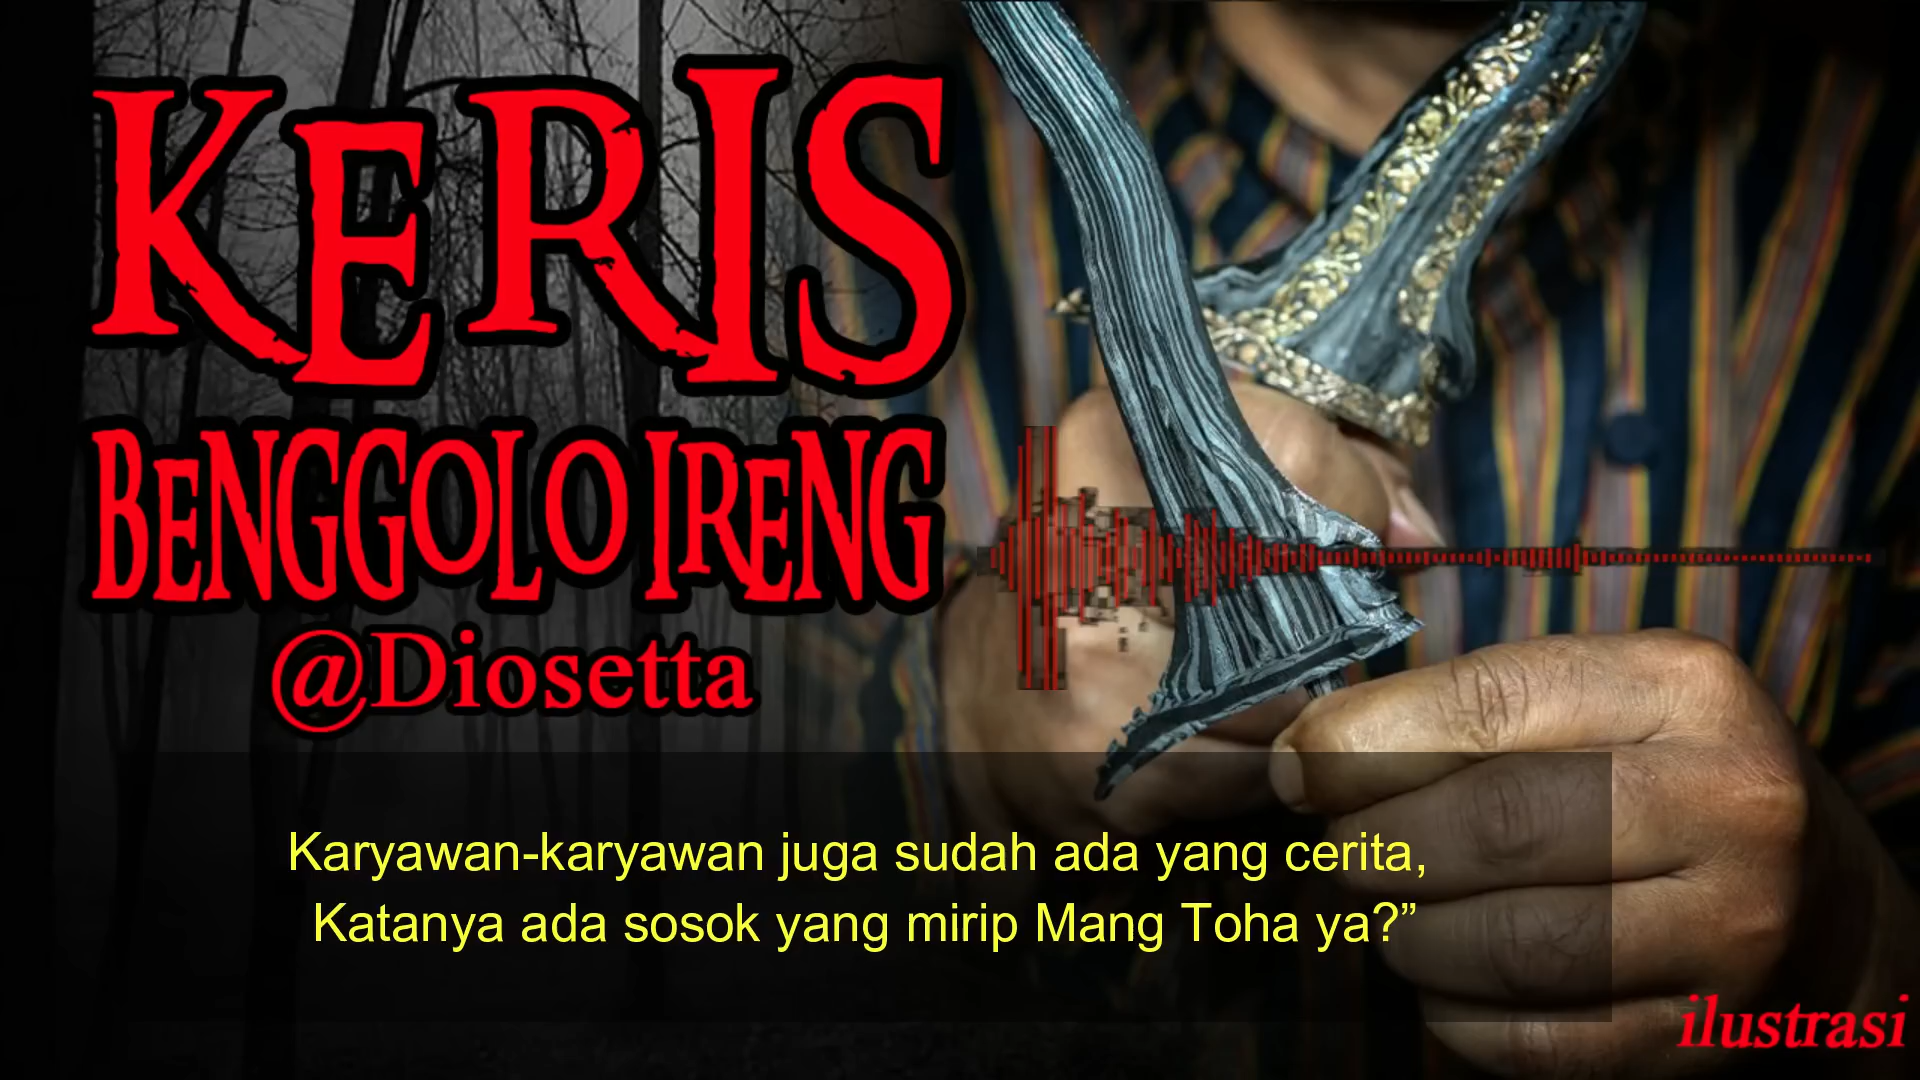 KERIS
BENGGOLO IRENG
@Diosetta
Karyawan-karyawan juga sudah ada yang cerita,
Katanya ada sosok yang mirip Mang Toha ya?”
ilustrasi